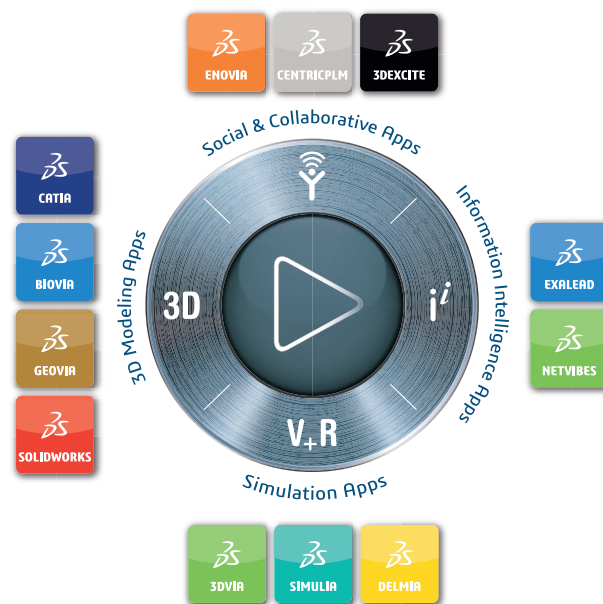 ENOVIA
CENTRICPLM
3DEXCITE
Social & Collaborative Apps
CATIA
BIOVIA
GEOVIA
SOLIDWORKS
3D Modeling Apps
3D
i i
Information Intelligence Apps
EXALEAD
NETVIBES
V+R
Simulation Apps
3DVIA
SIMULIA
DELMIA